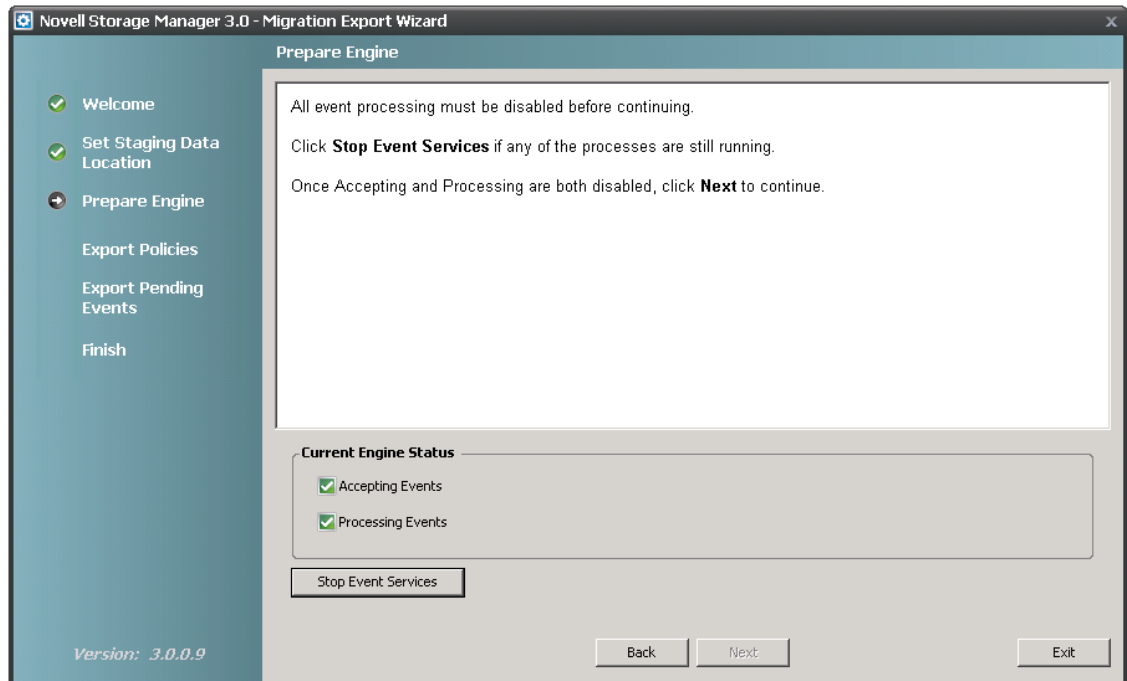 Novell Storage Manager 3.0 - Migration Export Wizard
x
Prepare Engine
Welcome
Set Staging Data
Location
Prepare Engine
Export Policies
Export Pending
Events
Finish
Version: 3.0.0.9
All event processing must be disabled before continuing.
Click Stop Event Services if any of the processes are still running.
Once Accepting and Processing are both disabled, click Next to continue.
Current Engine Status
Accepting Events
Processing Events
Stop Event Services
Back
Next
Exit